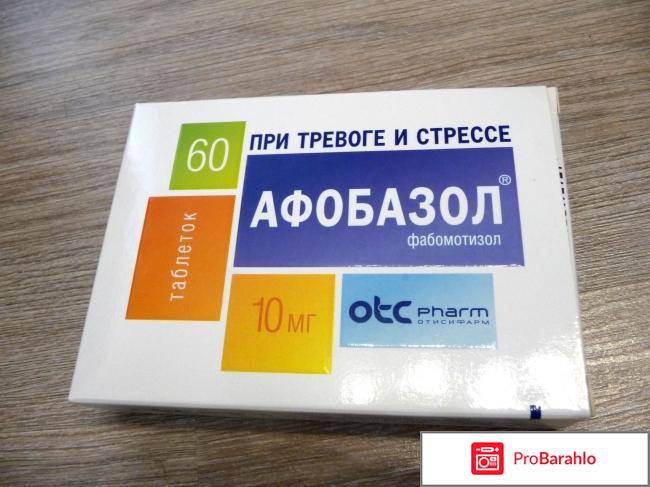 60
ПРИ ТРЕВОГЕ И СТРЕССЕ
АФОБАЗОЛ®
фабомотизол
таблеток
10 мг
otc pharm
ОТИСИФАРМ
ProBarahlo